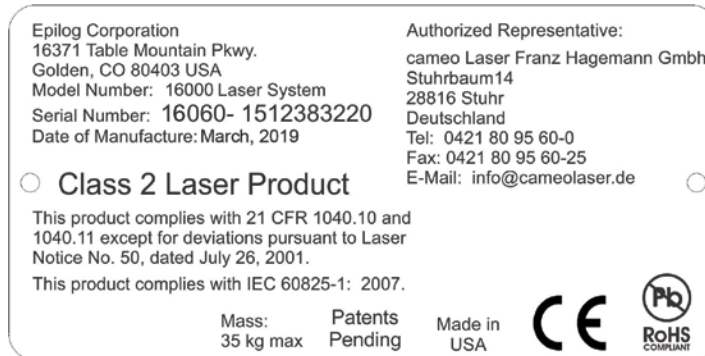 Epilog Corporation
16371 Table Mountain Pkwy.
Golden, CO 80403 USA
Model Number: 16000 Laser System
Serial Number: 16060- 1512383220
Date of Manufacture: March, 2019
Authorized Representative:
cameo Laser Franz Hagemann Gmbh
Stuhrbaum14
28816 Stuhr
Deutschland
Tel: 0421 80 95 60-0
Fax: 0421 80 95 60-25
E-Mail: info@cameolaser.de
Class 2 Laser Product
This product complies with 21 CFR 1040.10 and
1040.11 except for deviations pursuant to Laser
Notice No. 50, dated July 26, 2001.
This product complies with IEC 60825-1: 2007.
Mass:
35 kg max
Patents
Pending
Made in
USA
CE
Pb
RoHS
COMPLIANT